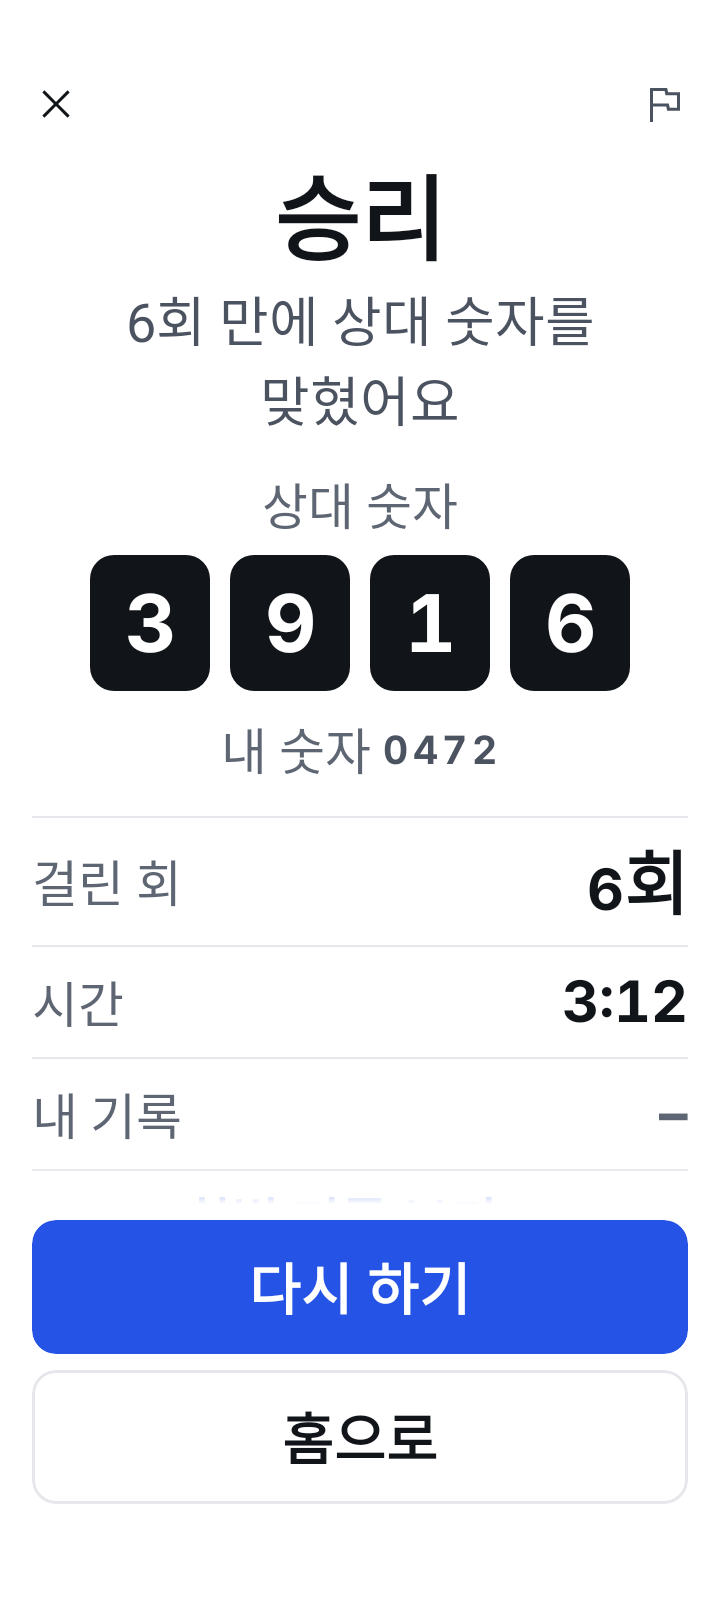 승리
6회 만에 상대 숫자를
맞혔어요
상대 숫자
3 9 1 6
내 숫자 0472
걸린 회 6회
시간 3:12
내 기록 –
다시 하기
홈으로